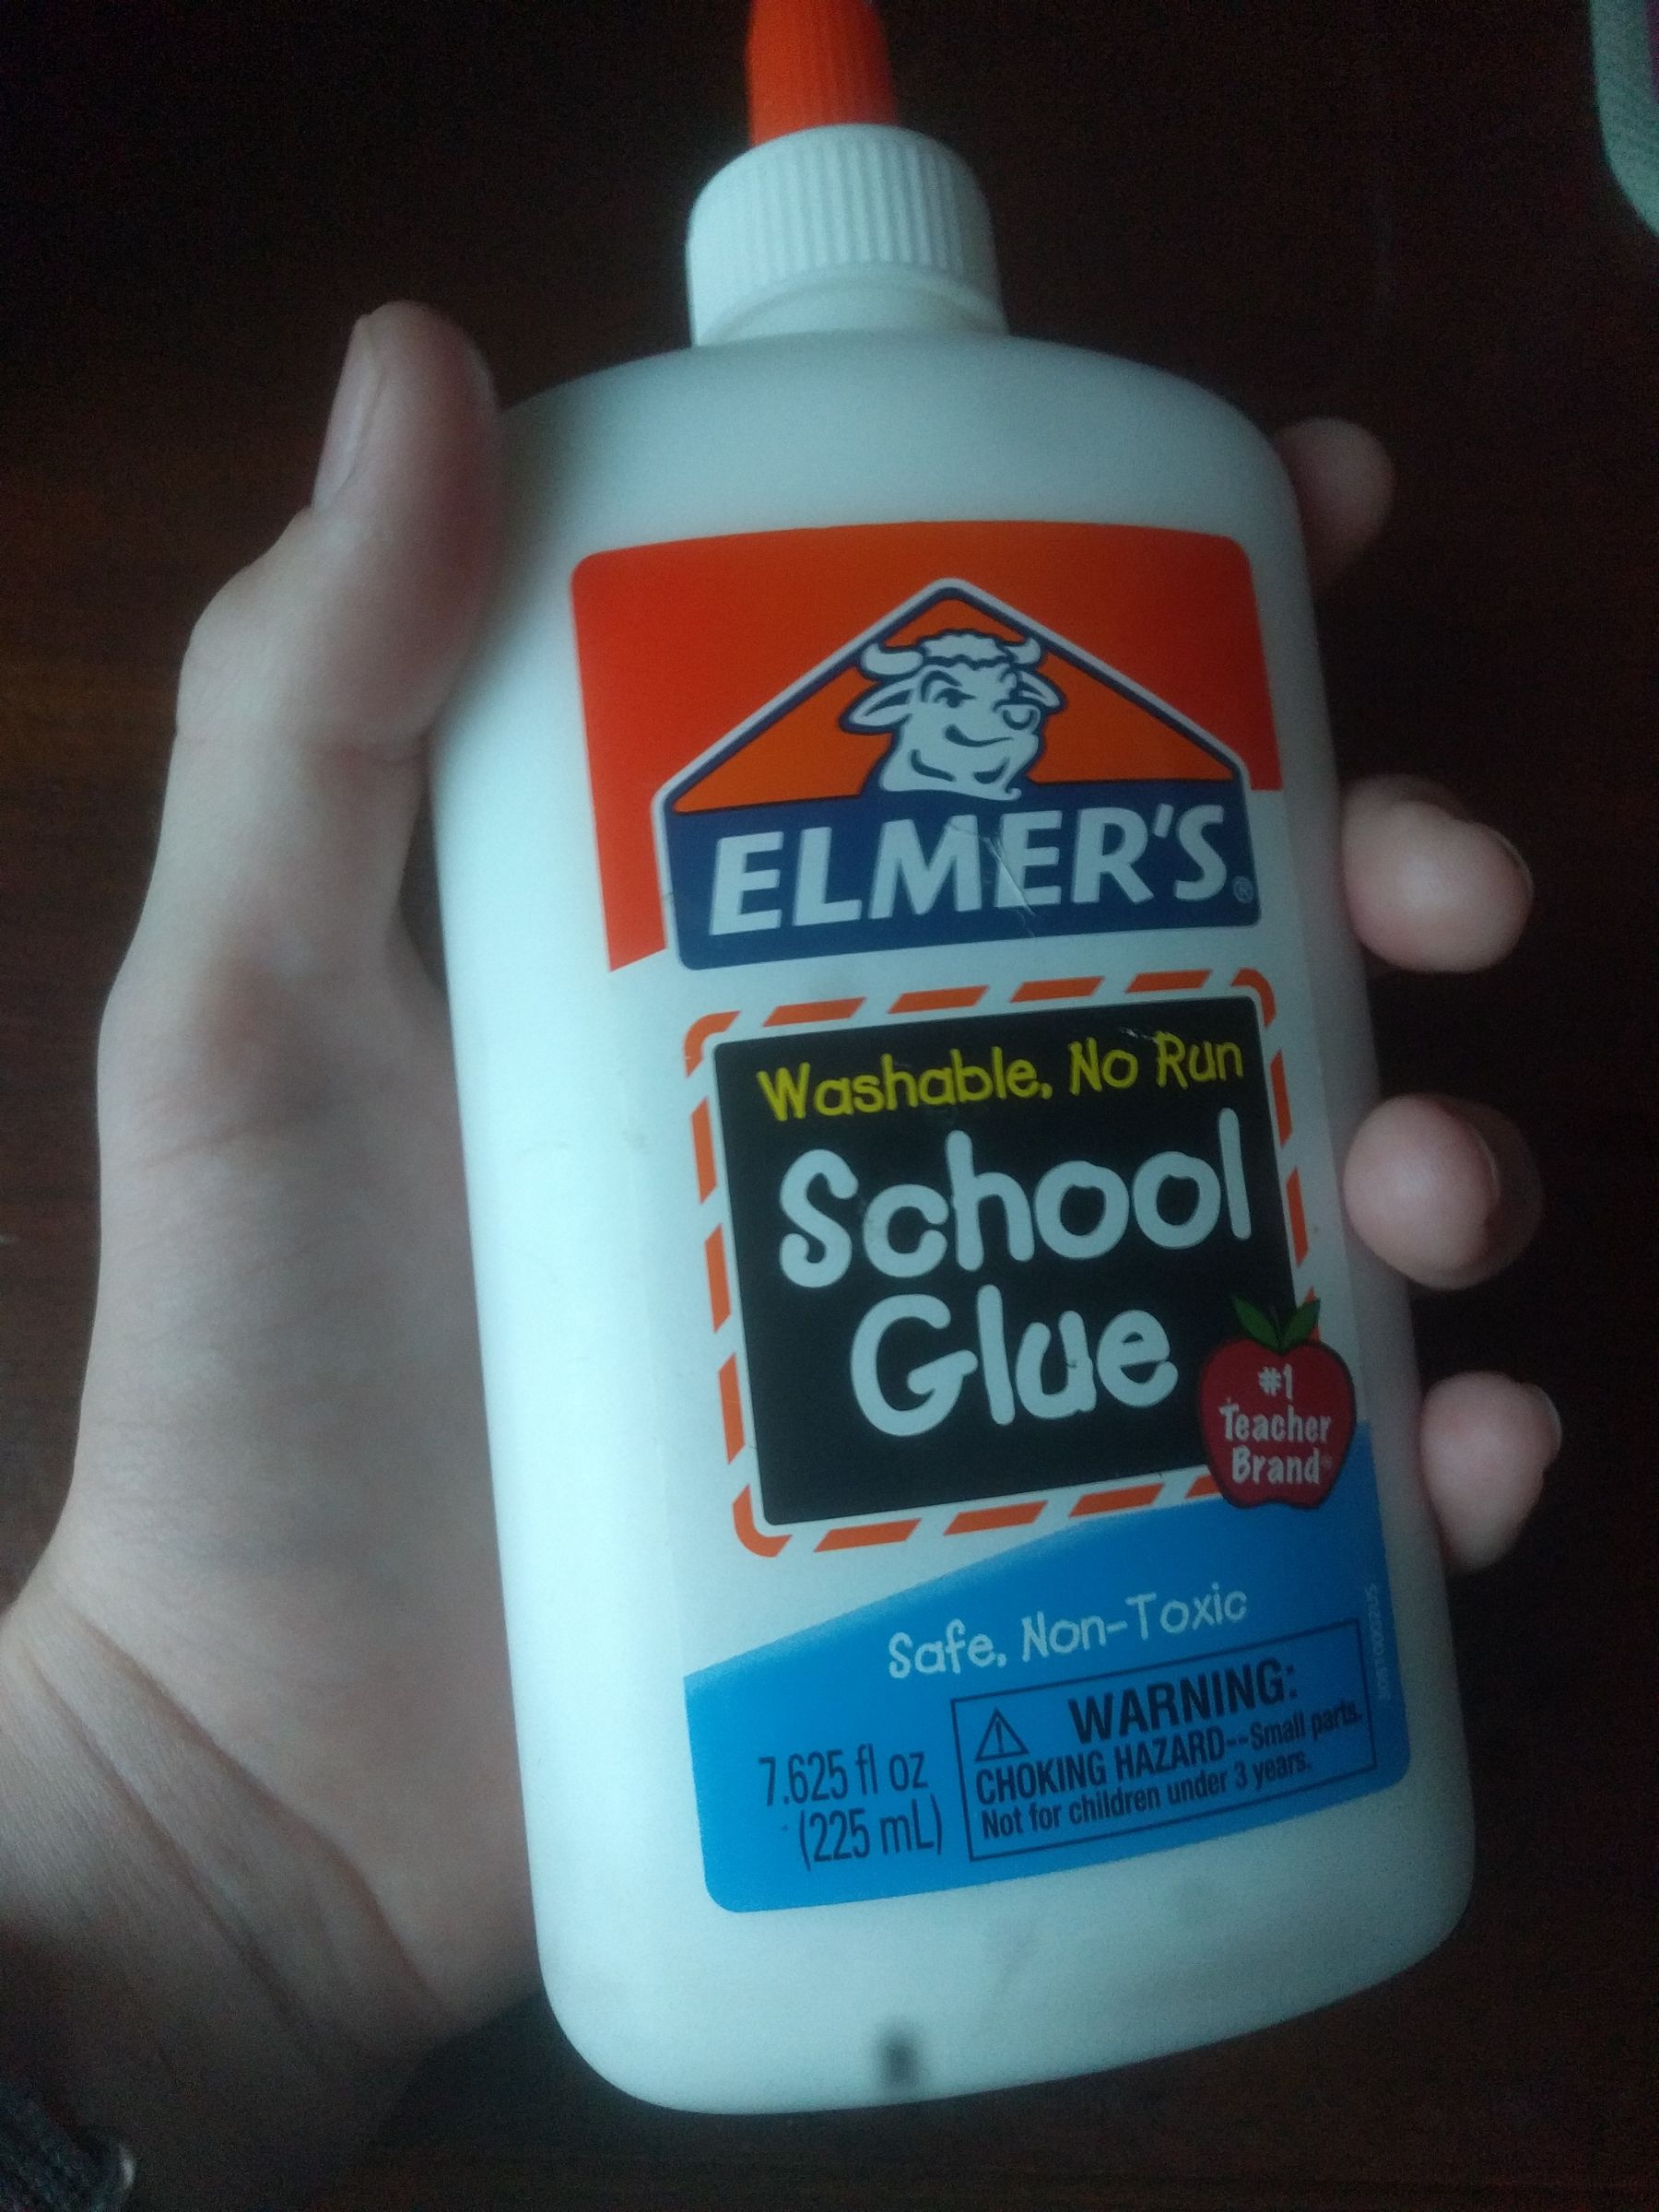 ELMER'S®
Washable, No Run
School
Glue
#1
Teacher
Brand®
Safe, Non-Toxic
7.625 fl oz
(225 mL)
WARNING:
CHOKING HAZARD--Small parts.
Not for children under 3 years.